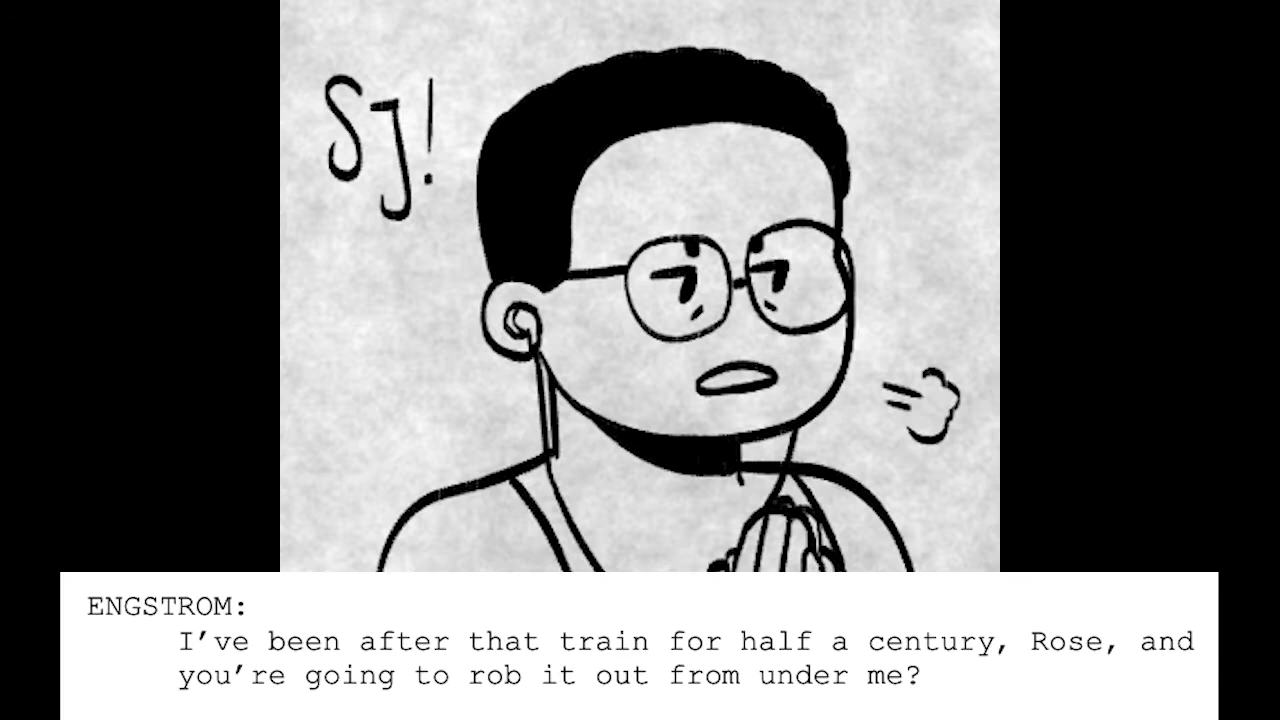 SJ!
ENGSTROM:
I’ve been after that train for half a century, Rose, and
you’re going to rob it out from under me?